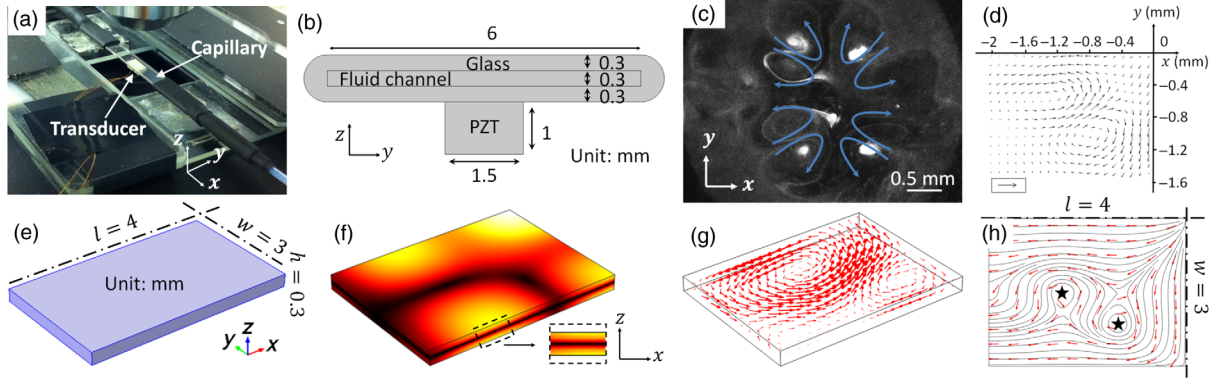 (a)
Capillary
Transducer
z
y
x
(b)
6
Glass
0.3
Fluid channel
0.3
0.3
PZT
1
z
y
Unit: mm
1.5
(c)
y
x
0.5 mm
(d)
y (mm)
−2 −1.6 −1.2 −0.8 −0.4 0
x (mm)
−0.4
−0.8
−1.2
−1.6
(e)
l = 4
w = 3
h = 0.3
Unit: mm
z
y
x
(f)
z
x
(g)
l = 4
(h)
w = 3